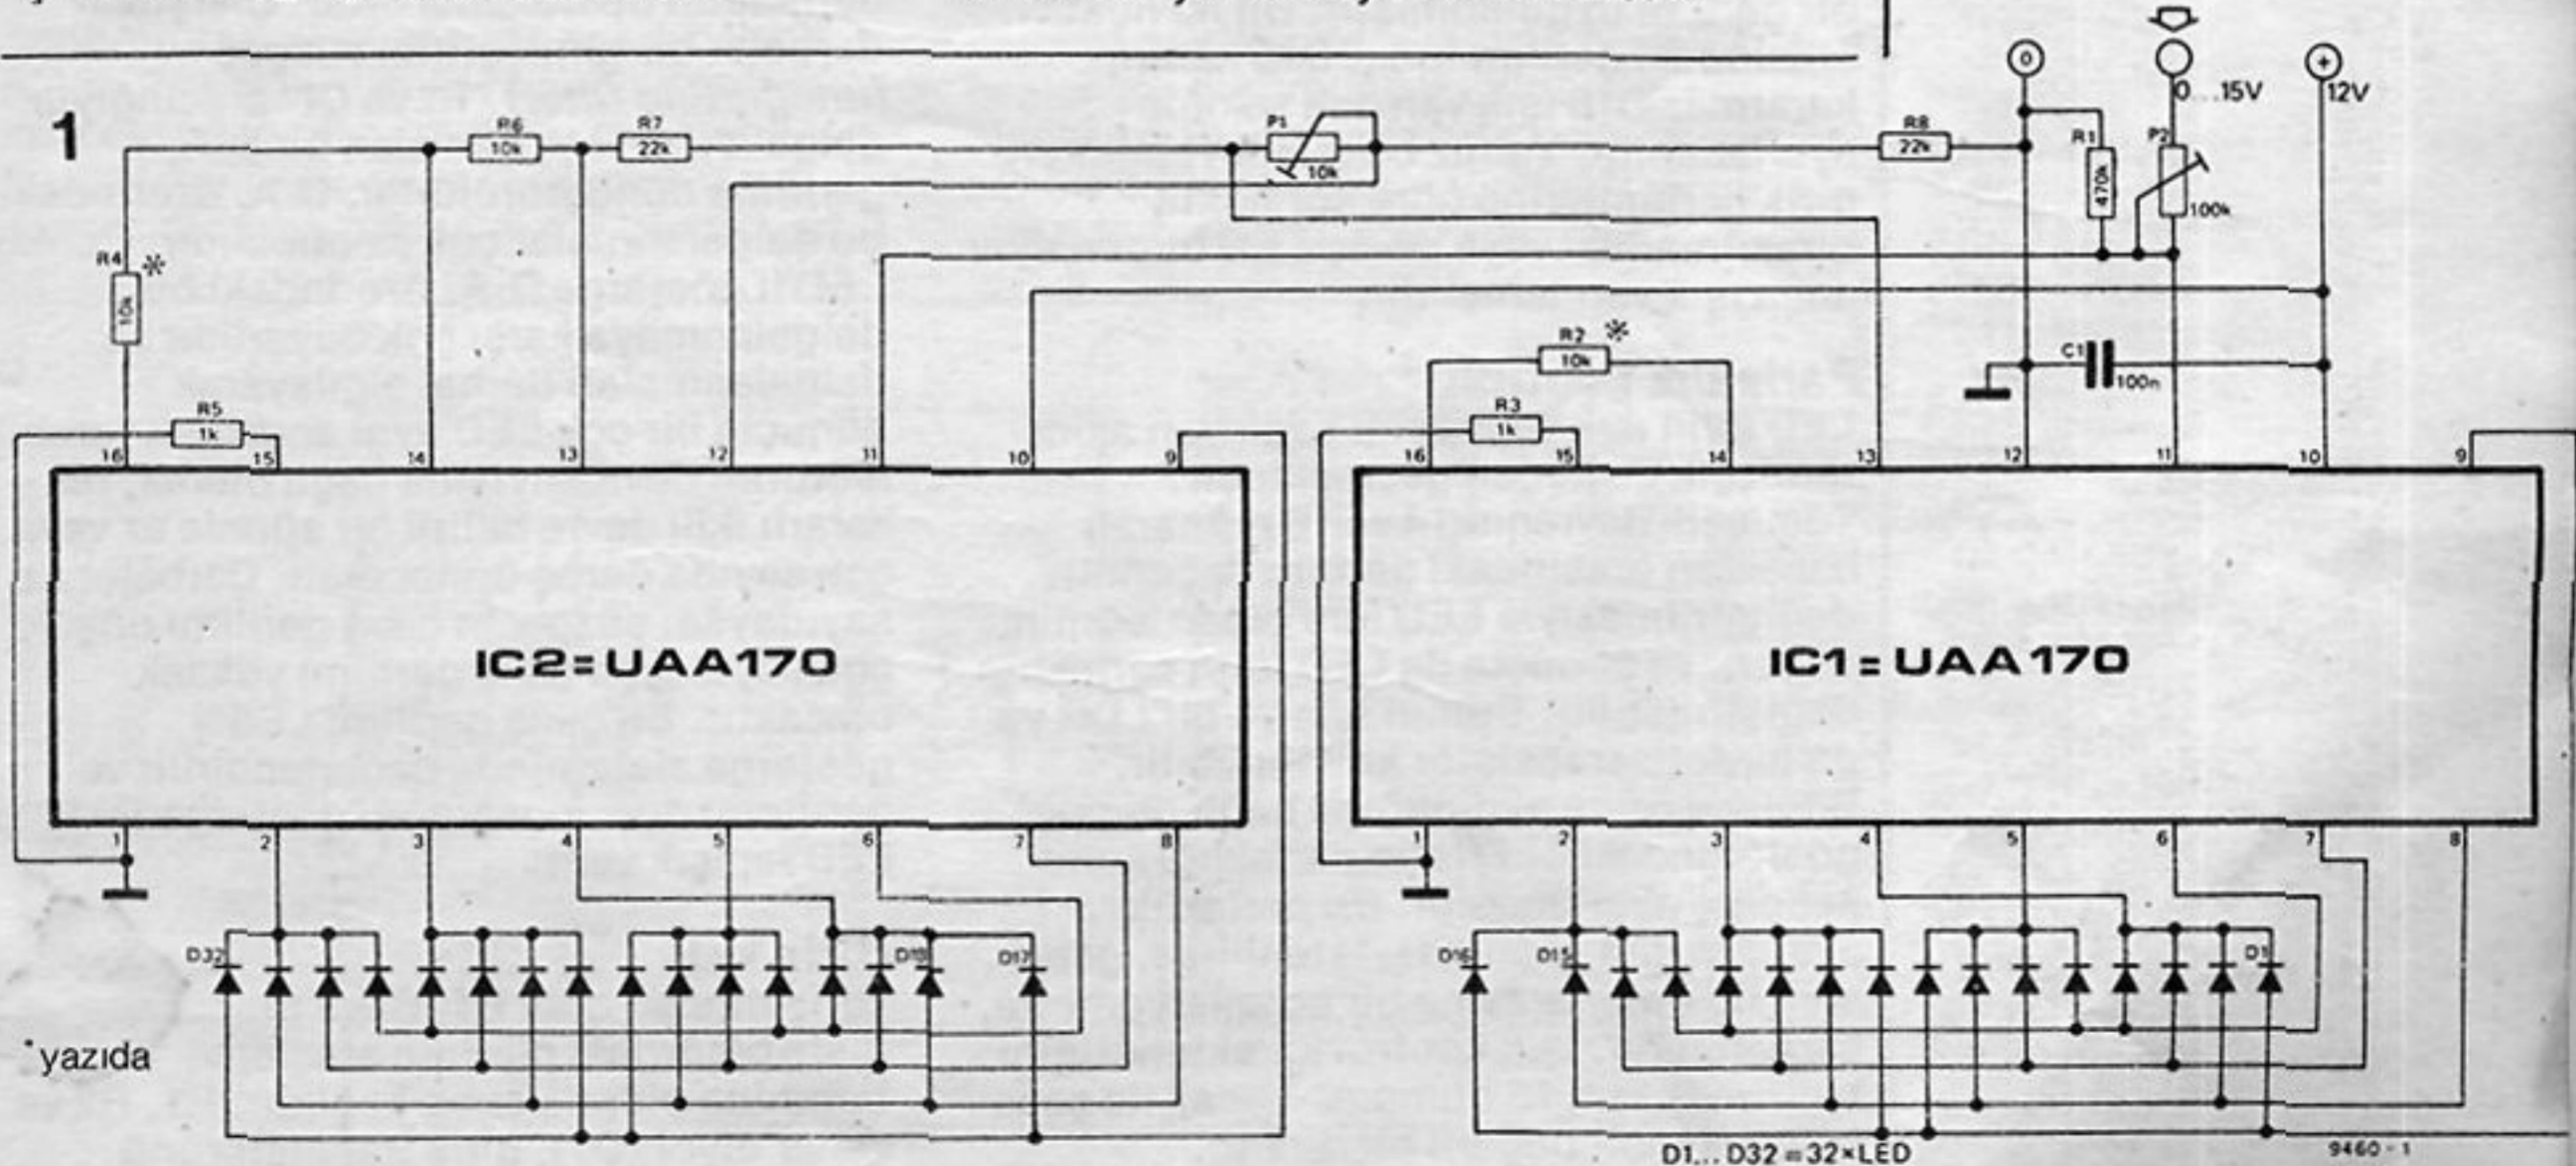 1
0
0...15V
+
12V
R6
10k
R7
22k
P1
10k
R8
22k
R1
470k
P2
100k
R4 *
10k
R2 *
10k
R3
1k
R5
1k
C1
100n
16 15 14 13 12 11 10 9
16 15 14 13 12 11 10 9
IC2=UAA170
IC1=UAA170
1 2 3 4 5 6 7 8
1 2 3 4 5 6 7 8
D32 D18 D17
D16 D15 D1
*yazıda
D1...D32=32×LED
9460-1